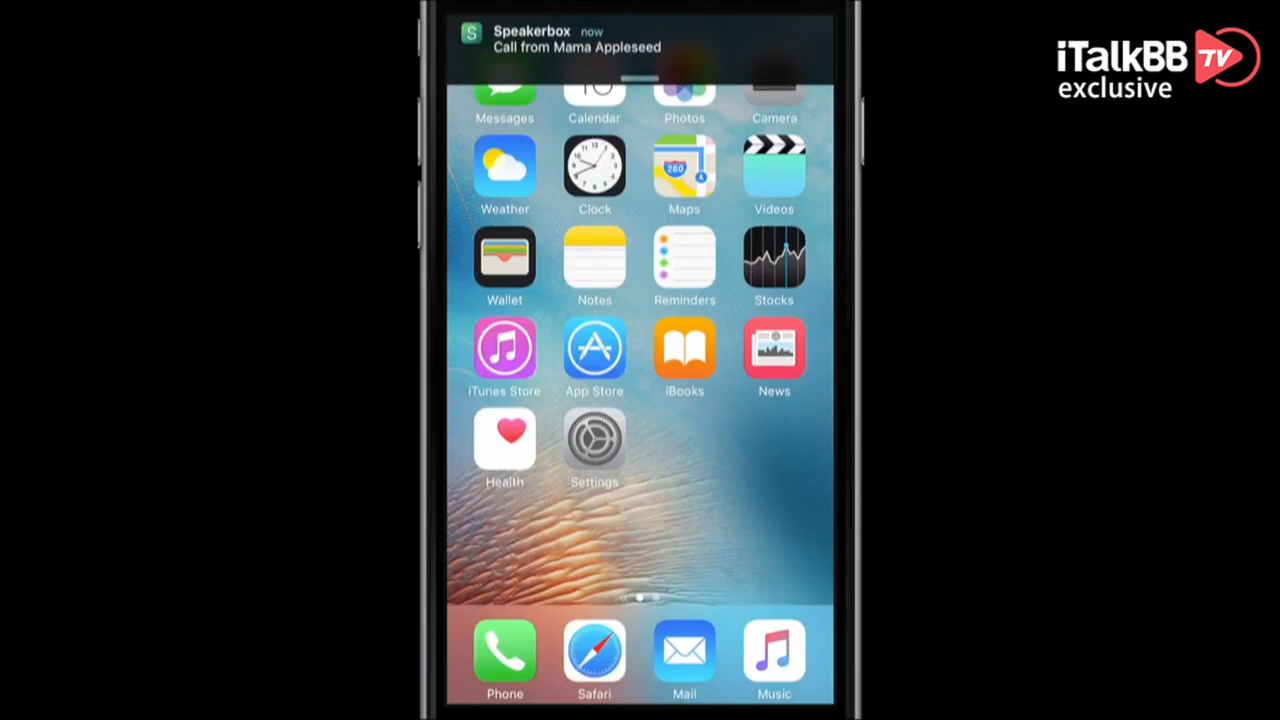 Speakerbox now
Call from Mama Appleseed
iTalkBB TV
exclusive
Messages
Calendar
Photos
Camera
Weather
Clock
Maps
Videos
280
Wallet
Notes
Reminders
Stocks
iTunes Store
App Store
iBooks
News
Health
Settings
Phone
Safari
Mail
Music